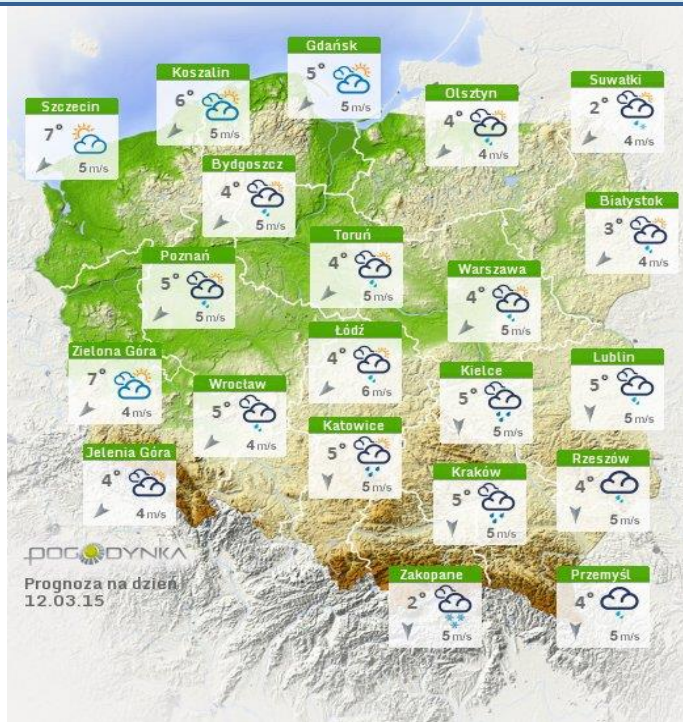 Gdańsk
5°
5 m/s
Koszalin
6°
5 m/s
Suwałki
2°
4 m/s
Olsztyn
4°
4 m/s
Szczecin
7°
5 m/s
Bydgoszcz
4°
5 m/s
Białystok
3°
4 m/s
Toruń
4°
5 m/s
Poznań
5°
5 m/s
Warszawa
4°
5 m/s
Łódź
4°
6 m/s
Zielona Góra
7°
4 m/s
Lublin
5°
5 m/s
Kielce
5°
5 m/s
Wrocław
5°
4 m/s
Katowice
5°
5 m/s
Jelenia Góra
4°
4 m/s
Rzeszów
4°
5 m/s
Kraków
5°
5 m/s
POGODYNKA
Prognoza na dzień
12.03.15
Zakopane
2°
5 m/s
Przemyśl
4°
5 m/s